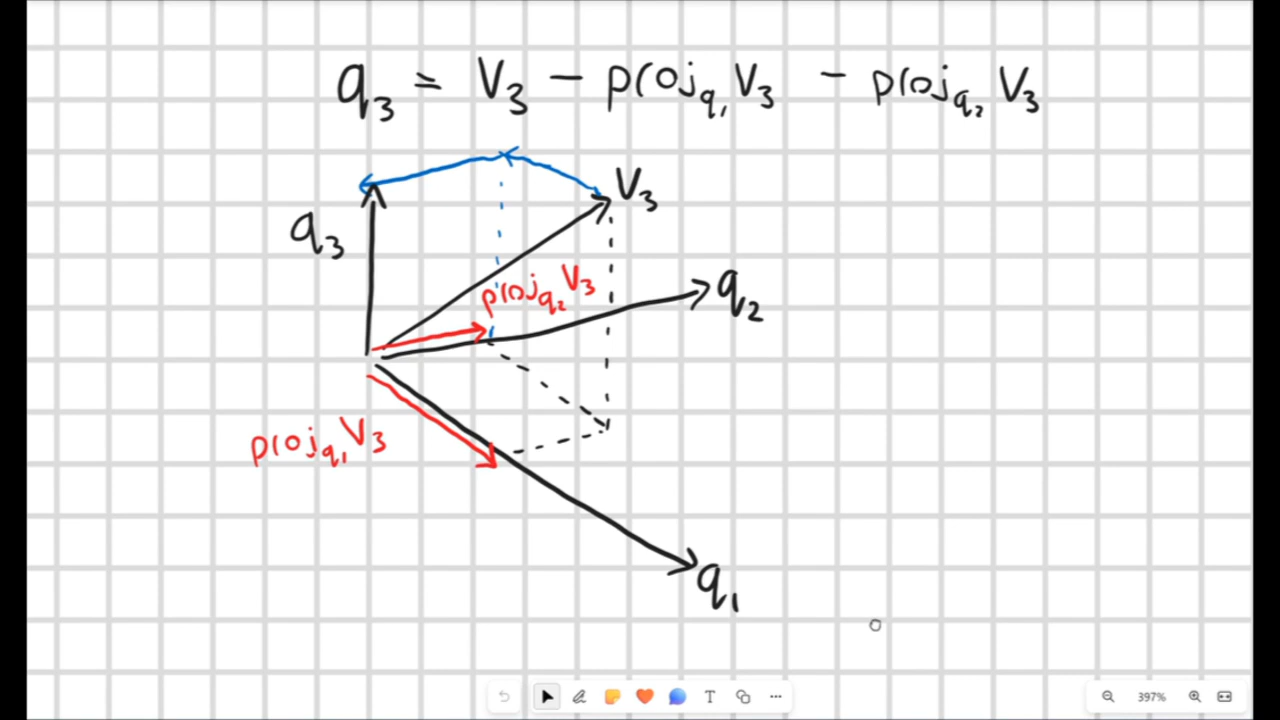 q₃ = V₃ − proj_q₁ V₃ − proj_q₂ V₃
V₃
q₃
proj_q₂ V₃
q₂
proj_q₁ V₃
q₁
397%